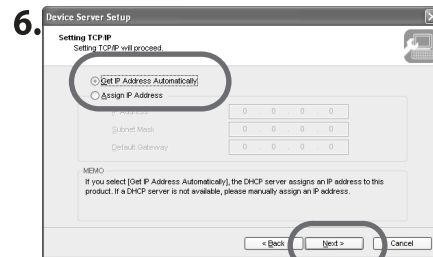 6.
Device Server Setup
Setting TCP/IP
Setting TCP/IP will proceed.
Get IP Address Automatically
Assign IP Address
IP Address 0 . 0 . 0 . 0
Subnet Mask 0 . 0 . 0 . 0
Default Gateway 0 . 0 . 0 . 0
MEMO
If you select [Get IP Address Automatically], the DHCP server assigns an IP address to this
product. If a DHCP server is not available, please manually assign an IP address.
< Back Next > Cancel